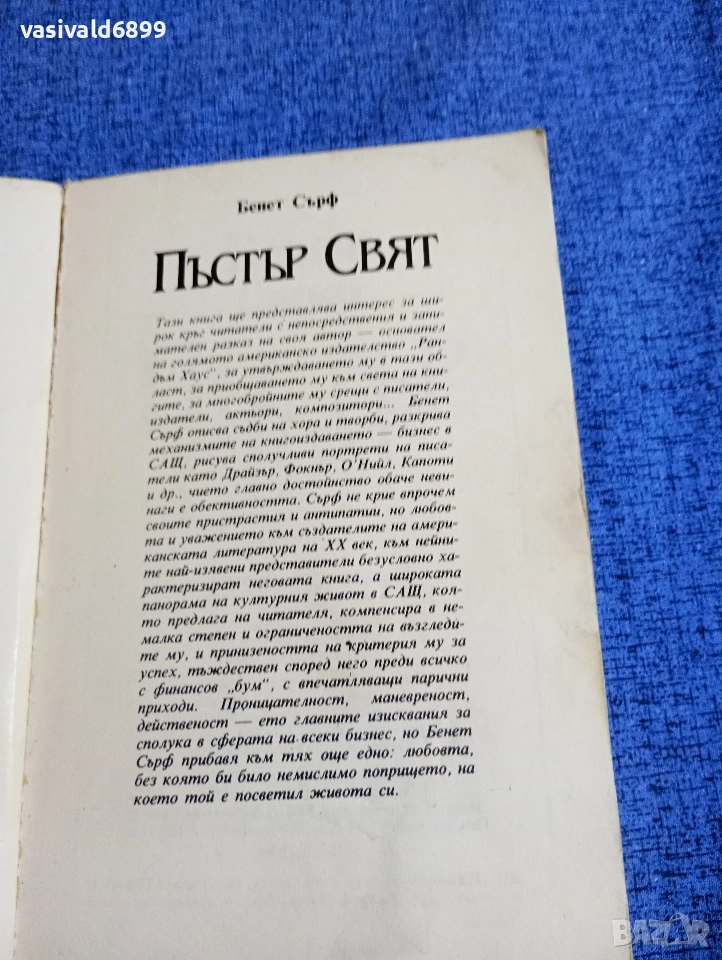 vasivald6899
Бенет Сърф
ПЪСТЪР СВЯТ
Тази книга ще представлява интерес за ши-
рок кръг читатели с непосредствения и зани-
мателен разказ на своя автор — основател
на голямото американско издателство „Ран-
дъм Хаус", за утвърждаването му в тази об-
ласт, за приобщаването му към света на кни-
гите, за многобройните му срещи с писатели,
издатели, актьори, композитори... Бенет
Сърф описва съдби на хора и творби, разкрива
механизмите на книгоиздаването — бизнес в
САЩ, рисува сполучливи портрети на писа-
тели като Драйзър, Фокнър, О'Нийл, Капоти
и др., чието главно достойнство обаче неви-
наги е обективността. Сърф не крие впрочем
своите пристрастия и антипатии, но любов-
та и уважението към създателите на амери-
канската литература на XX век, към нейни-
те най-изявени представители безусловно ха-
рактеризират неговата книга, а широката
панорама на културния живот в САЩ, коя-
то предлага на читателя, компенсира в не-
малка степен и ограничеността на възгледи-
те му, и принизеността на критерия му за
успех, тъждествен според него преди всичко
с финансов „бум", с впечатляващи парични
приходи. Проницателност, маневреност,
действеност — ето главните изисквания за
сполука в сферата на всеки бизнес, но Бенет
Сърф прибавя към тях още едно: любовта,
без която би било немислимо попрището, на
което той е посветил живота си.
BAZAR